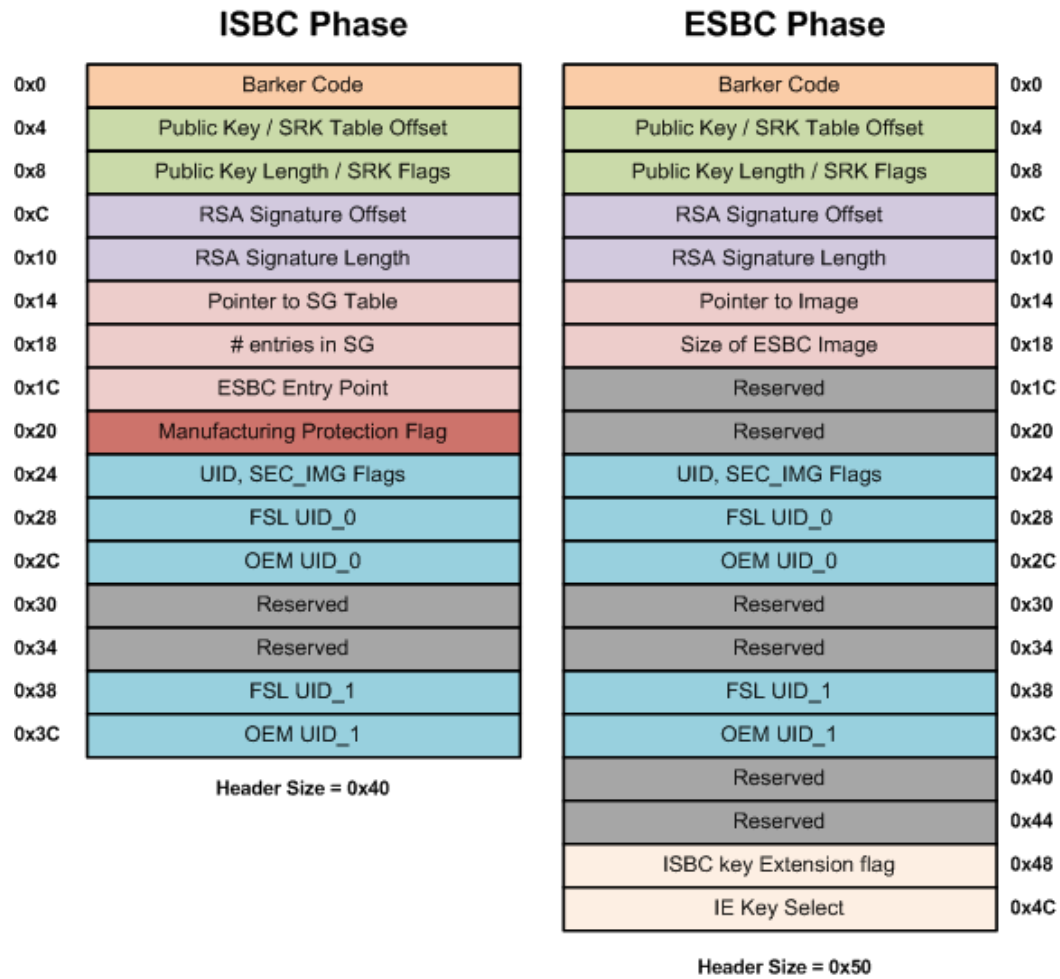 ISBC Phase
0x0 Barker Code
0x4 Public Key / SRK Table Offset
0x8 Public Key Length / SRK Flags
0xC RSA Signature Offset
0x10 RSA Signature Length
0x14 Pointer to SG Table
0x18 # entries in SG
0x1C ESBC Entry Point
0x20 Manufacturing Protection Flag
0x24 UID, SEC_IMG Flags
0x28 FSL UID_0
0x2C OEM UID_0
0x30 Reserved
0x34 Reserved
0x38 FSL UID_1
0x3C OEM UID_1
Header Size = 0x40
ESBC Phase
Barker Code 0x0
Public Key / SRK Table Offset 0x4
Public Key Length / SRK Flags 0x8
RSA Signature Offset 0xC
RSA Signature Length 0x10
Pointer to Image 0x14
Size of ESBC Image 0x18
Reserved 0x1C
Reserved 0x20
UID, SEC_IMG Flags 0x24
FSL UID_0 0x28
OEM UID_0 0x2C
Reserved 0x30
Reserved 0x34
FSL UID_1 0x38
OEM UID_1 0x3C
Reserved 0x40
Reserved 0x44
ISBC key Extension flag 0x48
IE Key Select 0x4C
Header Size = 0x50